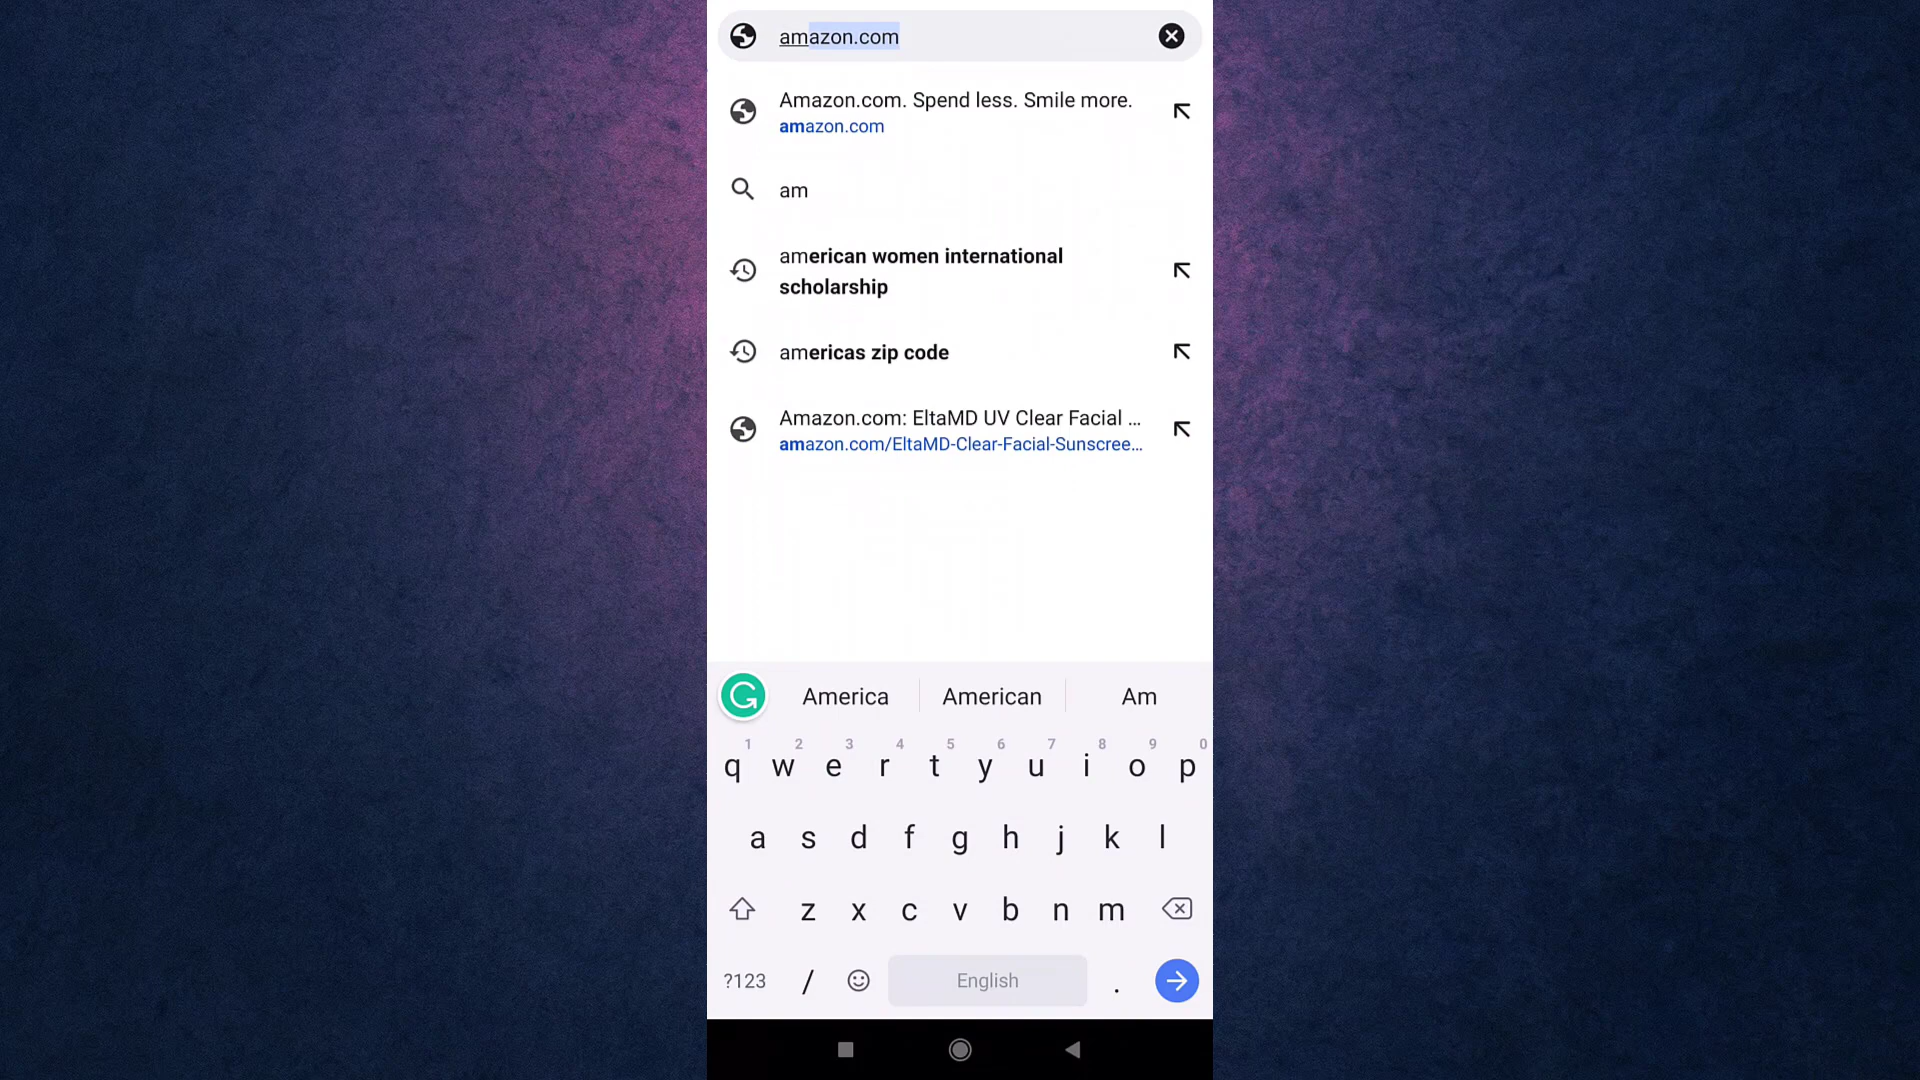 amazon.com
Amazon.com. Spend less. Smile more.
amazon.com
am
american women international
scholarship
americas zip code
Amazon.com: EltaMD UV Clear Facial ...
amazon.com/EltaMD-Clear-Facial-Sunscree...
America American Am
1 2 3 4 5 6 7 8 9 0
q w e r t y u i o p
a s d f g h j k l
z x c v b n m
?123 / English .